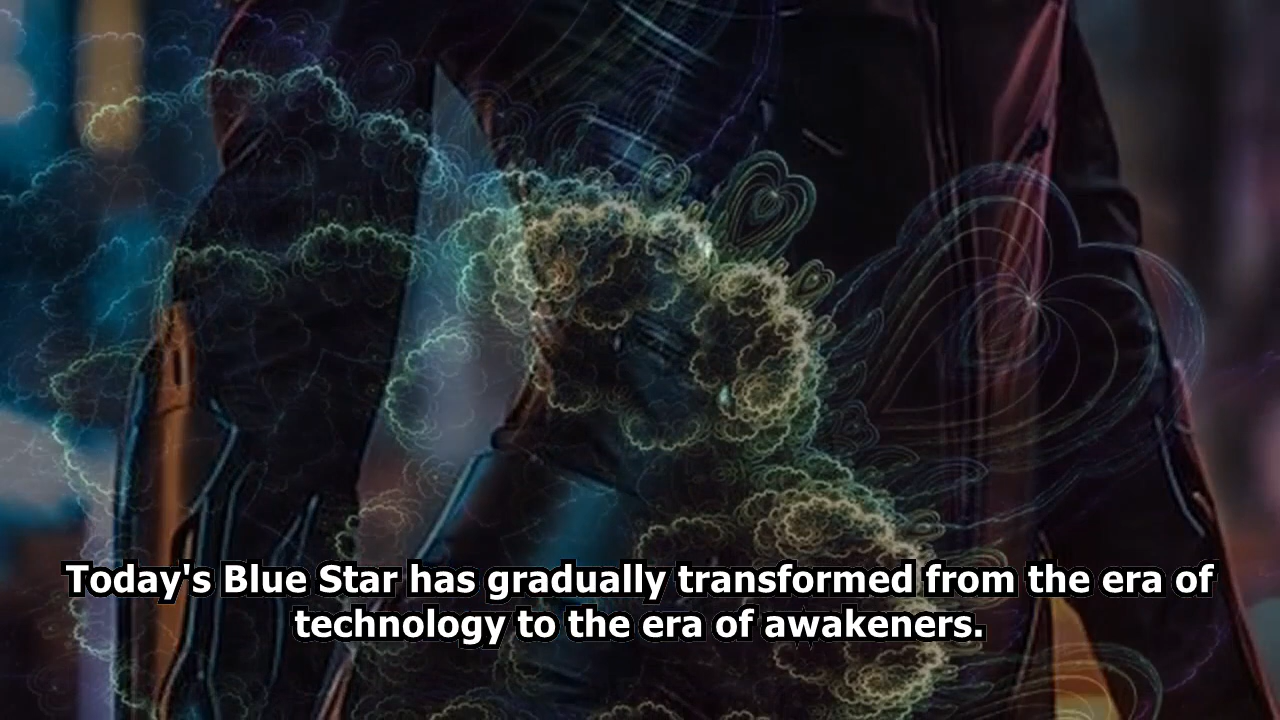 Today's Blue Star has gradually transformed from the era of
technology to the era of awakeners.